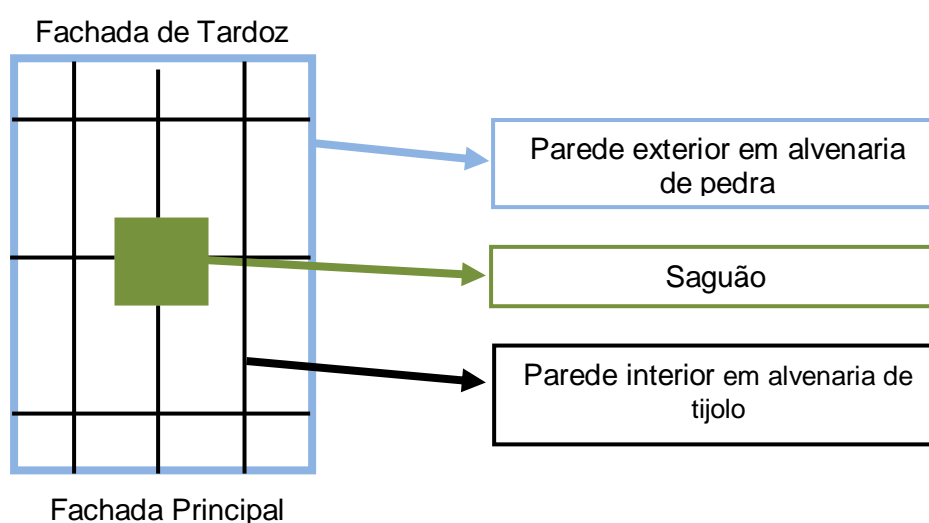 Fachada de Tardoz
Parede exterior em alvenaria
de pedra
Saguão
Parede interior em alvenaria de
tijolo
Fachada Principal